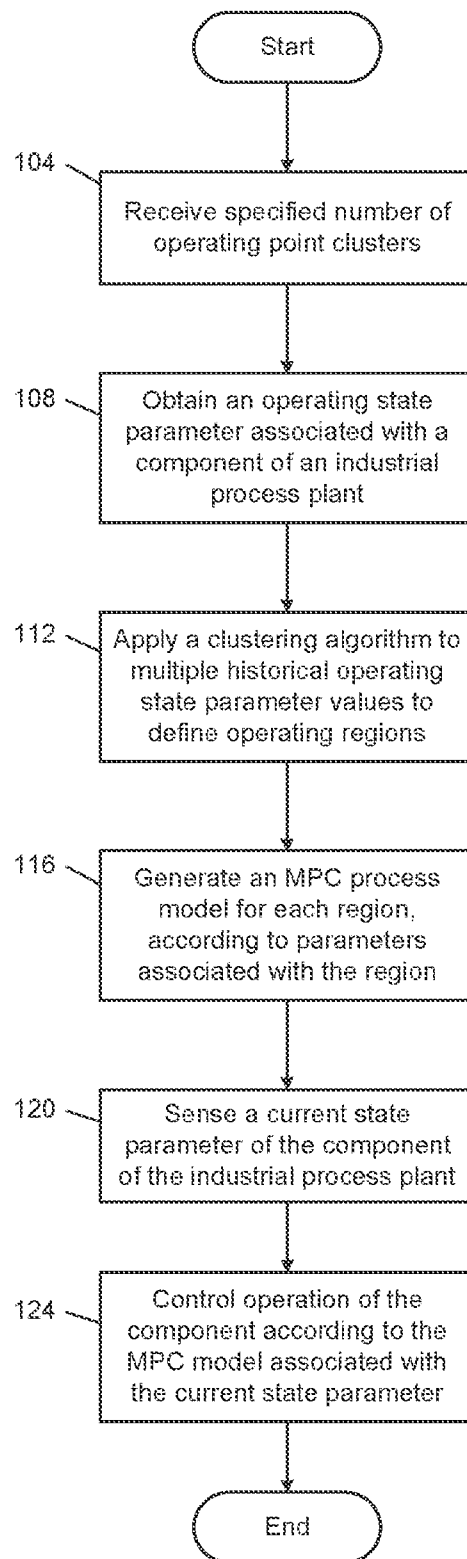 Start
104
Receive specified number of
operating point clusters
108
Obtain an operating state
parameter associated with a
component of an industrial
process plant
112
Apply a clustering algorithm to
multiple historical operating
state parameter values to
define operating regions
116
Generate an MPC process
model for each region,
according to parameters
associated with the region
120
Sense a current state
parameter of the component
of the industrial process plant
124
Control operation of the
component according to the
MPC model associated with
the current state parameter
End